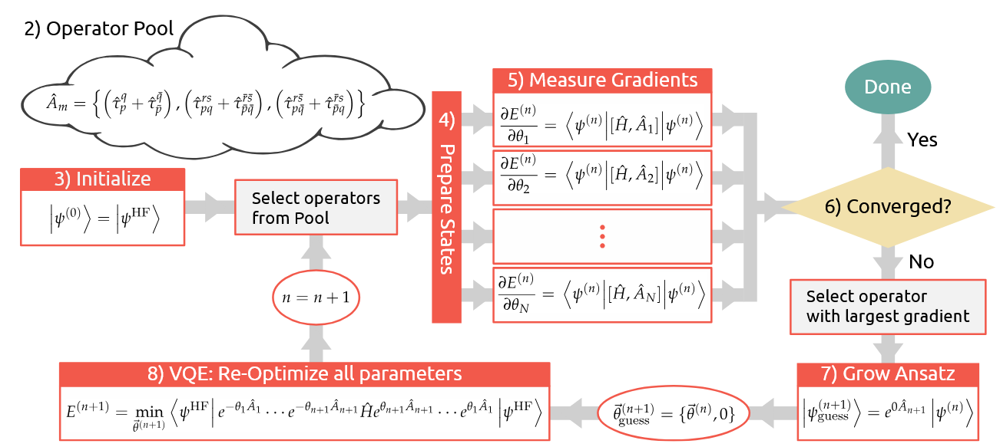 2) Operator Pool
Â_m = { ( τ̂_p^q + τ̂_p̄^q̄ ) , ( τ̂_pq^rs + τ̂_p̄q̄^r̄s̄ ) , ( τ̂_pq̄^rs̄ + τ̂_p̄q^r̄s ) }
3) Initialize
|ψ^(0)⟩ = |ψ^HF⟩
Select operators
from Pool
4) Prepare States
5) Measure Gradients
∂E^(n)/∂θ_1 = ⟨ψ^(n)|[Ĥ, Â_1]|ψ^(n)⟩
∂E^(n)/∂θ_2 = ⟨ψ^(n)|[Ĥ, Â_2]|ψ^(n)⟩
⋮
∂E^(n)/∂θ_N = ⟨ψ^(n)|[Ĥ, Â_N]|ψ^(n)⟩
Done
Yes
6) Converged?
No
Select operator
with largest gradient
7) Grow Ansatz
|ψ_guess^(n+1)⟩ = e^{0Â_{n+1}} |ψ^(n)⟩
θ⃗_guess^(n+1) = {θ⃗^(n), 0}
8) VQE: Re-Optimize all parameters
E^(n+1) = min_{θ⃗^(n+1)} ⟨ψ^HF| e^{−θ_1Â_1} ⋯ e^{−θ_{n+1}Â_{n+1}} Ĥ e^{θ_{n+1}Â_{n+1}} ⋯ e^{θ_1Â_1} |ψ^HF⟩
n = n + 1